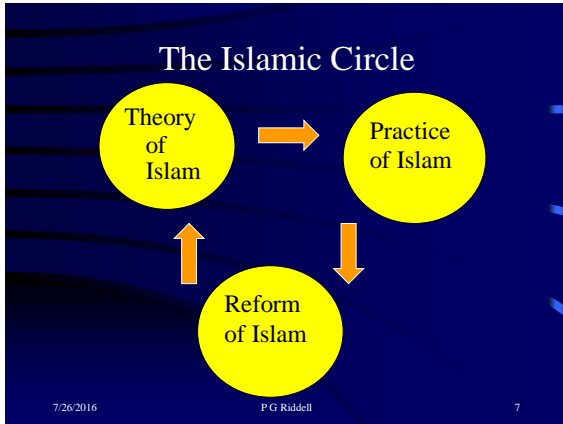 The Islamic Circle
Theory
of
Islam
Practice
of Islam
Reform
of Islam
7/26/2016
P G Riddell
7